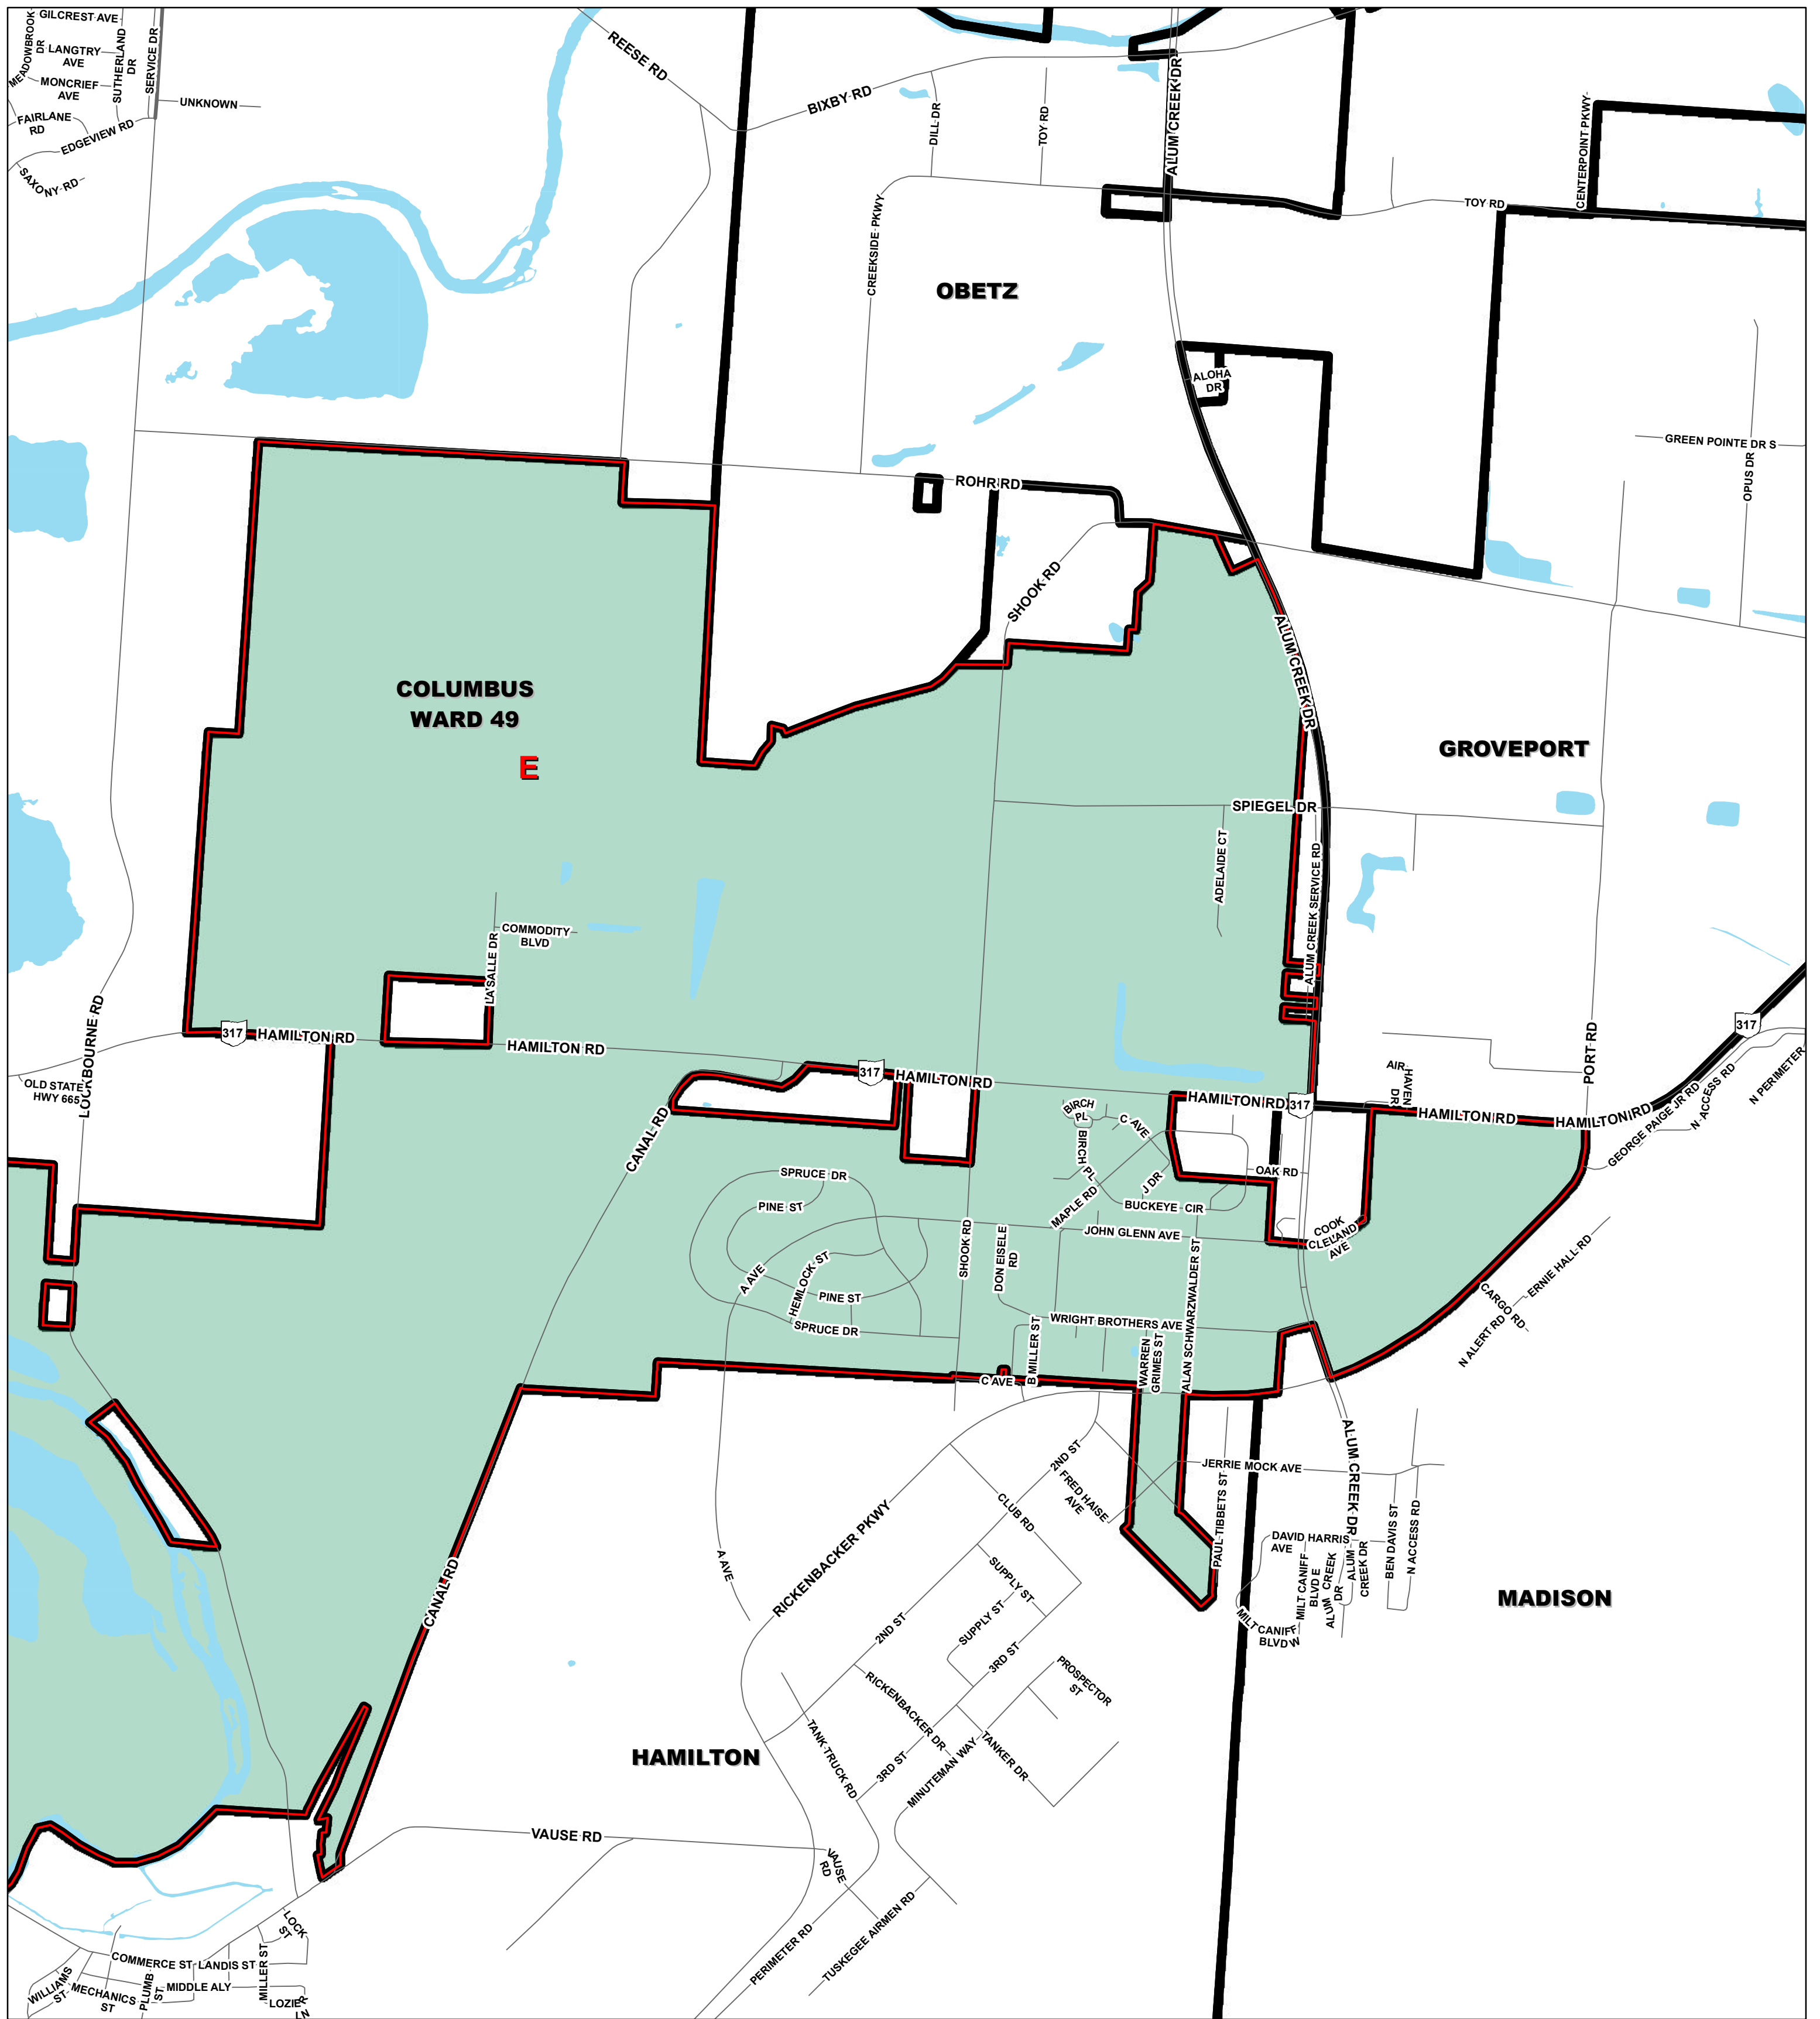 GILCREST AVE
MEADOWBROOK
DR
LANGTRY
AVE
MONCRIEF
AVE
SUTHERLAND
DR
SERVICE DR
UNKNOWN
FAIRLANE
RD
EDGEVIEW RD
SAXONY RD
REESE RD
BIXBY RD
DILL DR
TOY RD
ALUM CREEK DR
CENTERPOINT PKWY
TOY RD
CREEKSIDE PKWY
OBETZ
ALOHA
DR
GREEN POINTE DR S
OPUS DR
ROHR RD
SHOOK RD
ALUM CREEK DR
COLUMBUS
WARD 49
E
GROVEPORT
SPIEGEL DR
ADELAIDE CT
ALUM CREEK SERVICE RD
COMMODITY
BLVD
LA SALLE DR
LOCKBOURNE RD
317
HAMILTON RD
HAMILTON RD
317
HAMILTON RD
HAMILTON RD
317
HAMILTON RD
HAMILTON RD
317
PORT RD
AIR
HAVEN
DR
GEORGE PAIGE JR RD
N ACCESS RD
N PERIMETER
OLD STATE
HWY 665
CANAL RD
BIRCH
PL
C AVE
BIRCH PL
J DR
OAK RD
MAPLE RD
BUCKEYE CIR
SPRUCE DR
PINE ST
JOHN GLENN AVE
COOK
CLELAND
AVE
SHOOK RD
DON EISELE
RD
ALAN SCHWARZWALDER ST
A AVE
HEMLOCK ST
PINE ST
SPRUCE DR
ERNIE HALL RD
CARGO RD
N ALERT RD
WRIGHT BROTHERS AVE
B MILLER ST
WARREN
GRIMES ST
C AVE
ALUM CREEK DR
2ND ST
FRED HAISE
AVE
JERRIE MOCK AVE
PAUL TIBBETS ST
CLUB RD
RICKENBACKER PKWY
A AVE
CANAL RD
DAVID HARRIS
AVE
MILT CANIFF
BLVD E
ALUM CREEK
DR
ALUM
CREEK DR
BEN DAVIS ST
N ACCESS RD
MADISON
MILT CANIFF
BLVD W
SUPPLY ST
SUPPLY ST
2ND ST
3RD ST
PROSPECTOR
ST
RICKENBACKER DR
TANK TRUCK RD
HAMILTON
3RD ST
MINUTEMAN WAY
TANKER DR
VAUSE RD
VAUSE
RD
PERIMETER RD
TUSKEGEE AIRMEN RD
LOCK
ST
COMMERCE ST
LANDIS ST
MILLER ST
WILLIAMS
ST
MECHANICS
ST
PLUMB
ST
MIDDLE ALY
LOZIER
LN